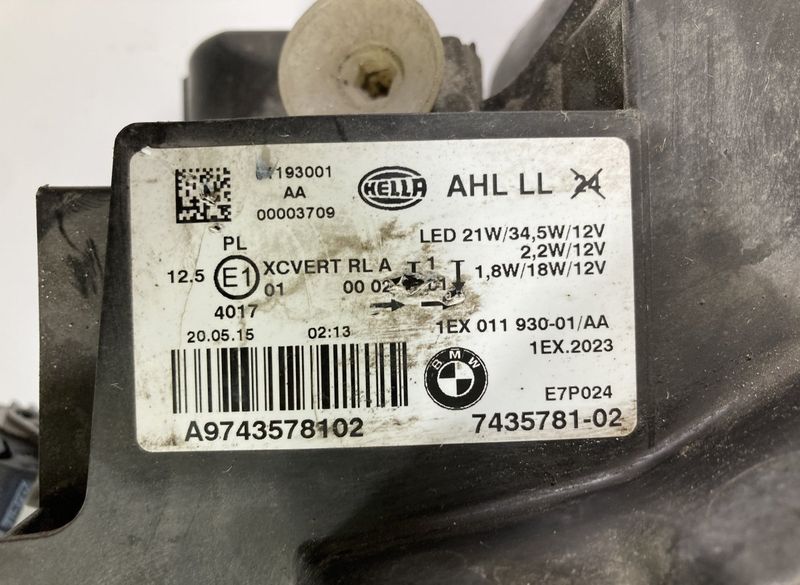 193001
AA
00003709
HELLA
AHL LL 24
LED 21W/34,5W/12V
2,2W/12V
1,8W/18W/12V
PL
12.5 E1 XCVERT RL A 1
01 00 02 01
4017
20.05.15 02:13
1EX 011 930-01/AA
1EX.2023
BMW
E7P024
A9743578102
7435781-02